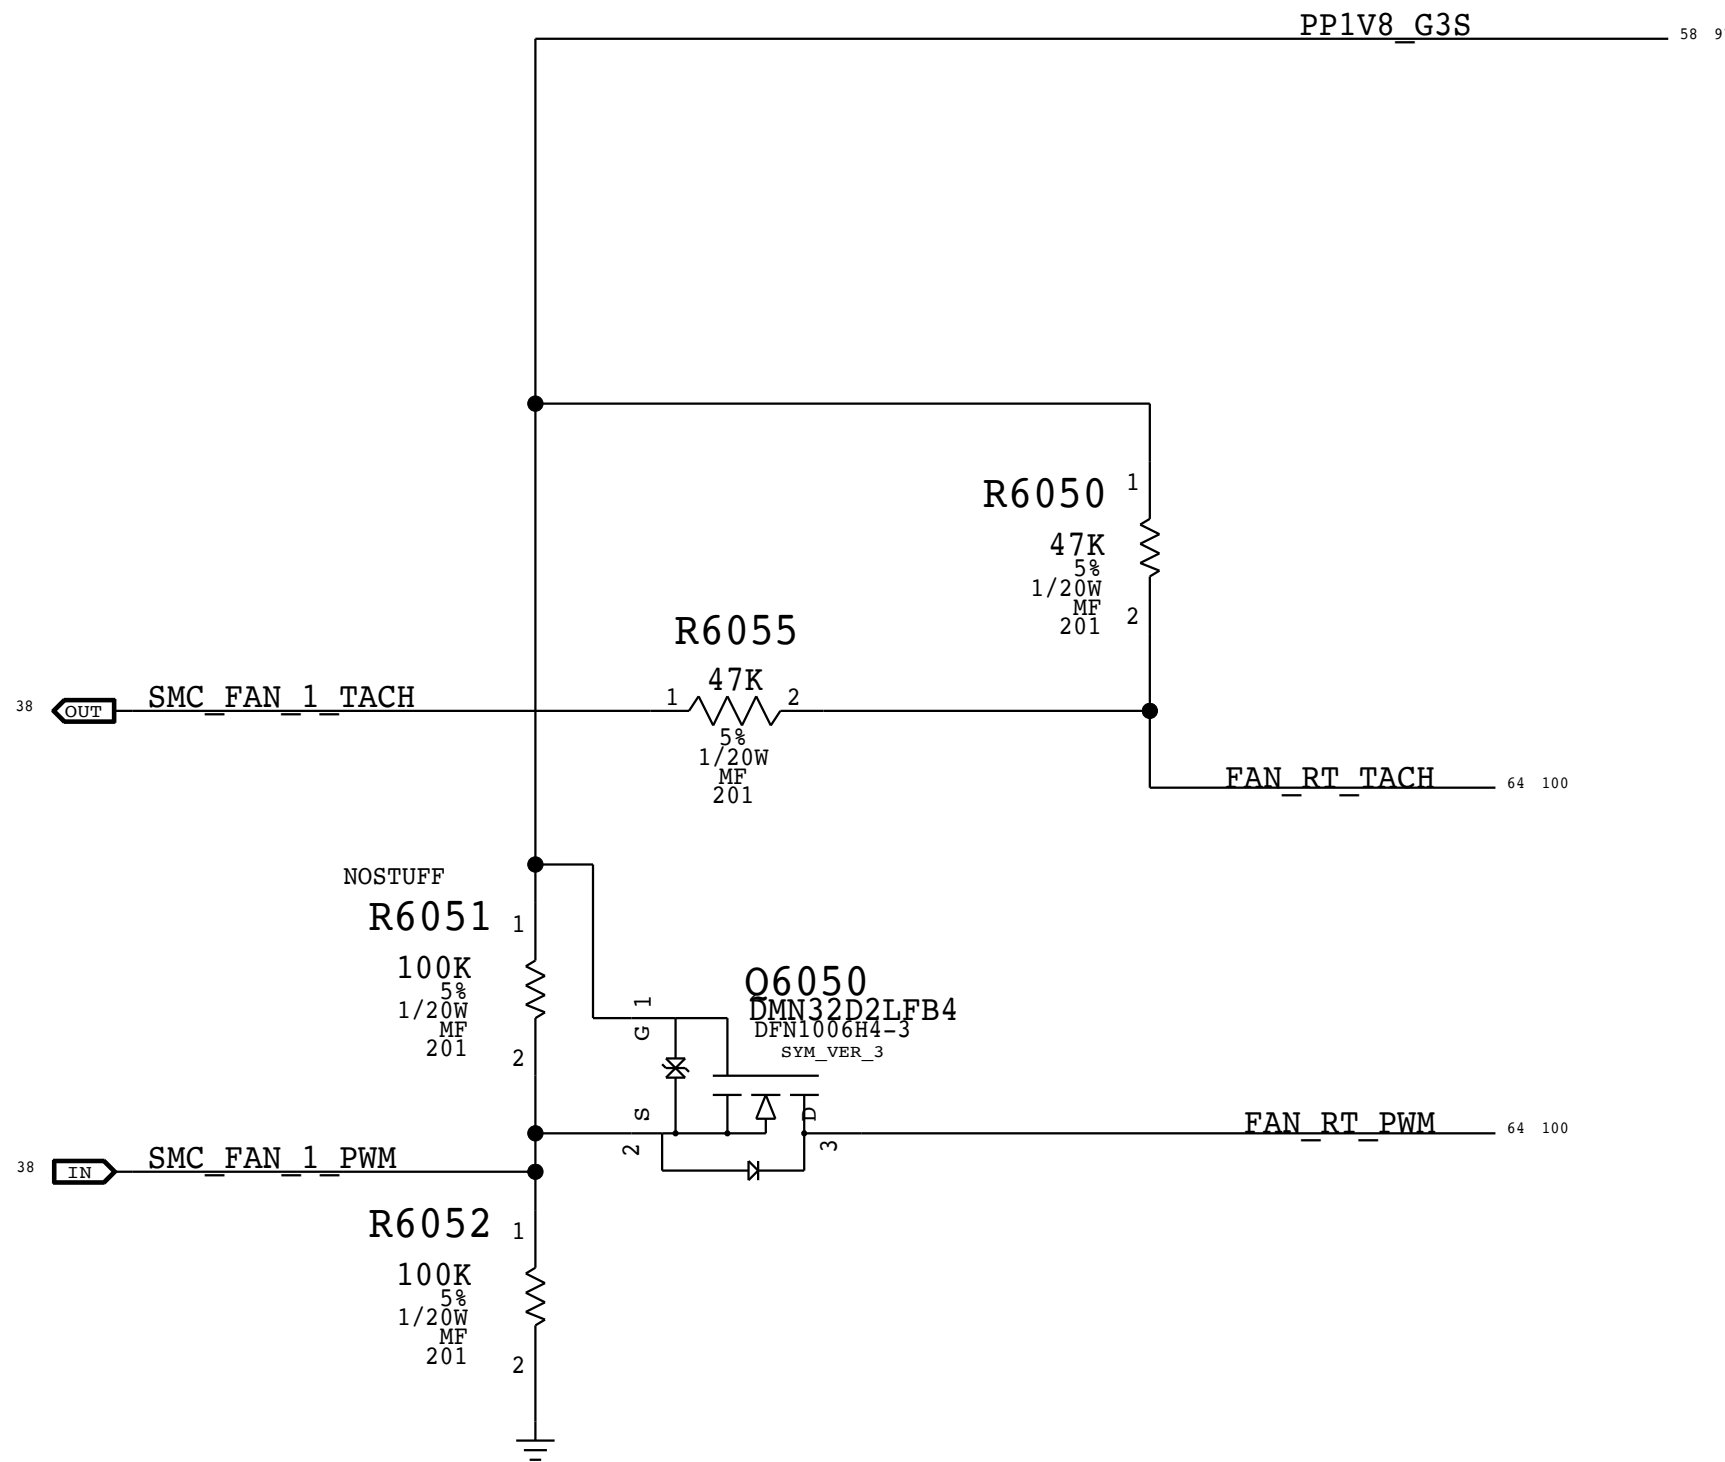 PP1V8_G3S 58 9
R6050 1
47K
5%
1/20W
MF
201 2
R6055
1 47K 2
5%
1/20W
MF
201
38 OUT SMC_FAN_1_TACH
FAN_RT_TACH 64 100
NOSTUFF
R6051 1
100K
5%
1/20W
MF
201 2
Q6050
DMN32D2LFB4
DFN1006H4-3
SYM_VER_3
G 1
S 2
D 3
FAN_RT_PWM 64 100
38 IN SMC_FAN_1_PWM
R6052 1
100K
5%
1/20W
MF
201 2